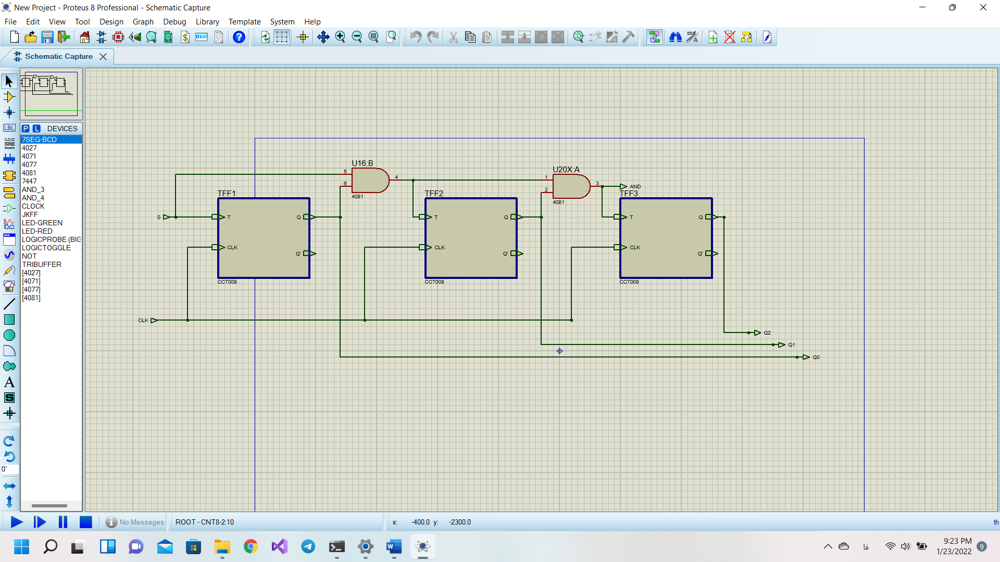 New Project - Proteus 8 Professional - Schematic Capture
File Edit View Tool Design Graph Debug Library Template System Help
Schematic Capture
P L DEVICES
7SEG-BCD
4027
4071
4077
4081
7447
AND_3
AND_4
CLOCK
JKFF
LED-GREEN
LED-RED
LOGICPROBE (BIG
LOGICTOGGLE
NOT
TRIBUFFER
[4027]
[4071]
[4077]
[4081]
LBL
A
S
0°
U16:B
5
6
4
4081
U20X:A
1
2
3
4081
AND
TFF1
TFF2
TFF3
S
T
Q
T
Q
T
Q
CLK
Q'
CLK
Q'
CLK
Q'
CCT008
CCT008
CCT008
CLK
Q2
Q1
Q0
No Messages
ROOT - CNT8-2:10
x: -400.0 y: -2300.0
th
فا
9:23 PM
1/23/2022
9